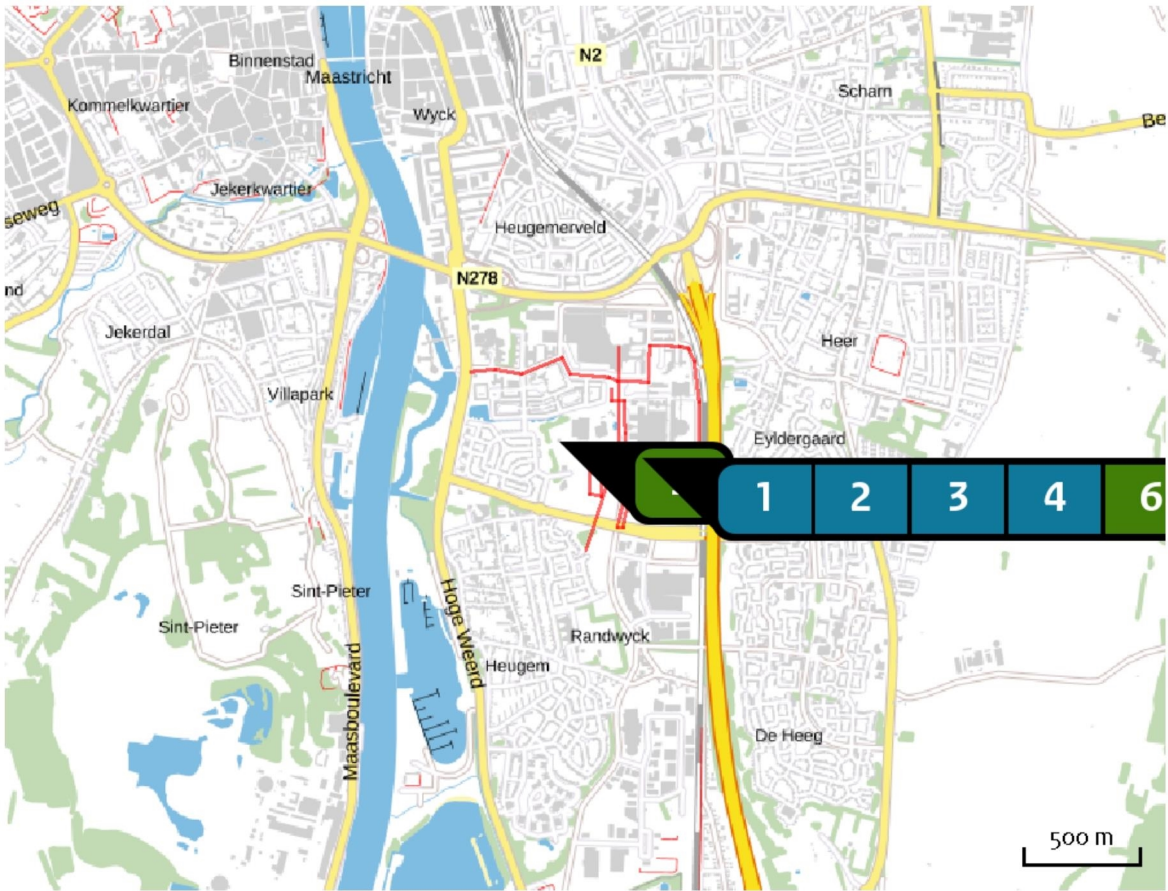 N2
Binnenstad
Maastricht
Scharn
Kommelkwartier
Wyck
Be
Jekerkwartier
seweg
Heugemerveld
N278
nd
Jekerdal
Heer
Villapark
Eyldergaard
1 2 3 4 6
Sint-Pieter
Sint-Pieter
Hoge Weerd
Randwyck
Heugem
Maasboulevard
De Heeg
500 m